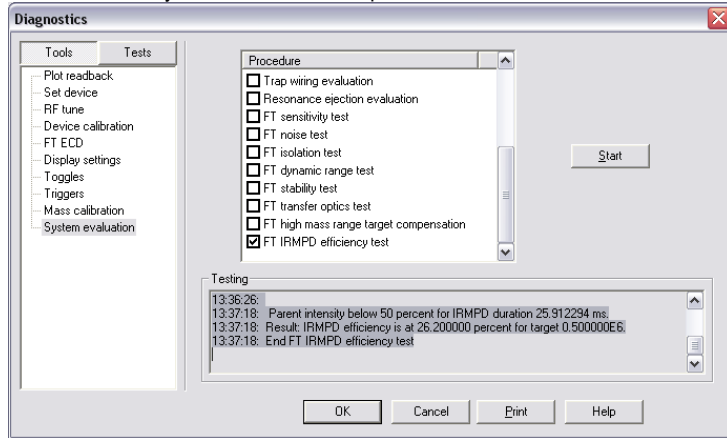 Diagnostics
Tools
Tests
Plot readback
Set device
RF tune
Device calibration
FT ECD
Display settings
Toggles
Triggers
Mass calibration
System evaluation
Procedure
Trap wiring evaluation
Resonance ejection evaluation
FT sensitivity test
FT noise test
FT isolation test
FT dynamic range test
FT stability test
FT transfer optics test
FT high mass range target compensation
FT IRMPD efficiency test
Start
Testing
13:36:26:
13:37:18: Parent intensity below 50 percent for IRMPD duration 25.912294 ms.
13:37:18: Result: IRMPD efficiency is at 26.200000 percent for target 0.500000E6.
13:37:18: End FT IRMPD efficiency test
OK
Cancel
Print
Help